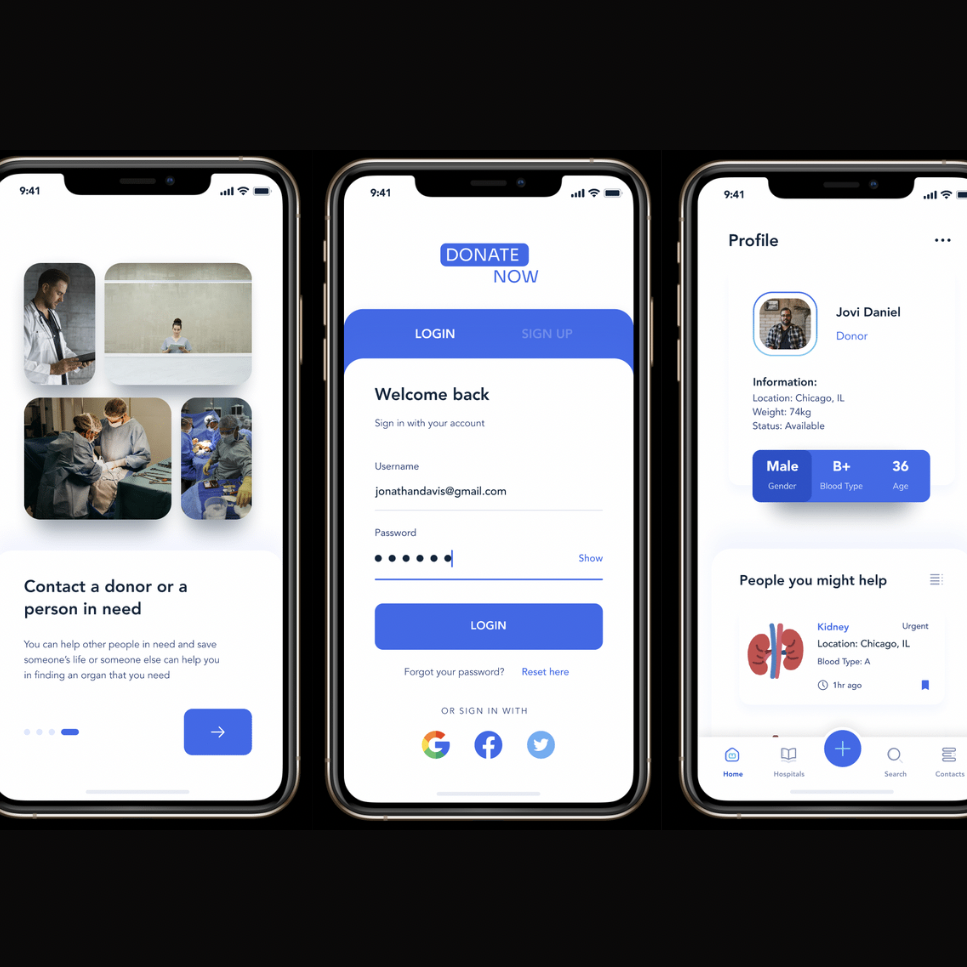 9:41
Contact a donor or a
person in need
You can help other people in need and save
someone's life or someone else can help you
in finding an organ that you need
9:41
DONATE
NOW
LOGIN
SIGN UP
Welcome back
Sign in with your account
Username
jonathandavis@gmail.com
Password
Show
LOGIN
Forgot your password? Reset here
OR SIGN IN WITH
9:41
Profile
Jovi Daniel
Donor
Information:
Location: Chicago, IL
Weight: 74kg
Status: Available
Male B+ 36
Gender Blood Type Age
People you might help
Kidney Urgent
Location: Chicago, IL
Blood Type: A
1hr ago
Home Hospitals Search Contacts